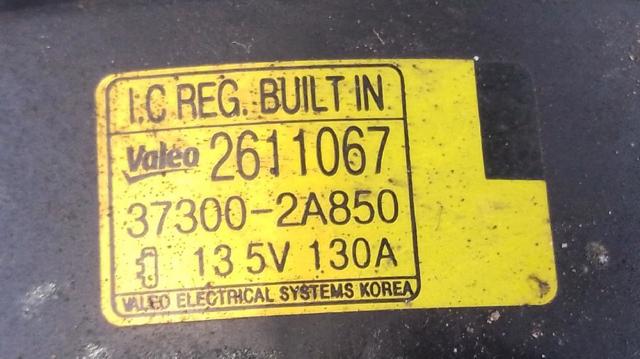 I.C REG. BUILT IN
Valeo 2611067
37300-2A850
13 5V 130A
VALEO ELECTRICAL SYSTEMS KOREA